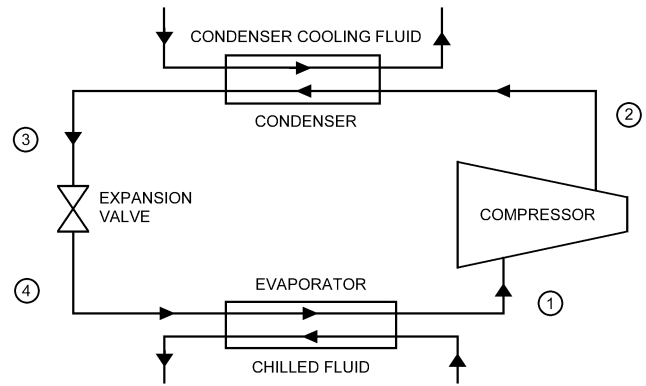 CONDENSER COOLING FLUID
CONDENSER
2
3
EXPANSION
VALVE
COMPRESSOR
4
EVAPORATOR
1
CHILLED FLUID